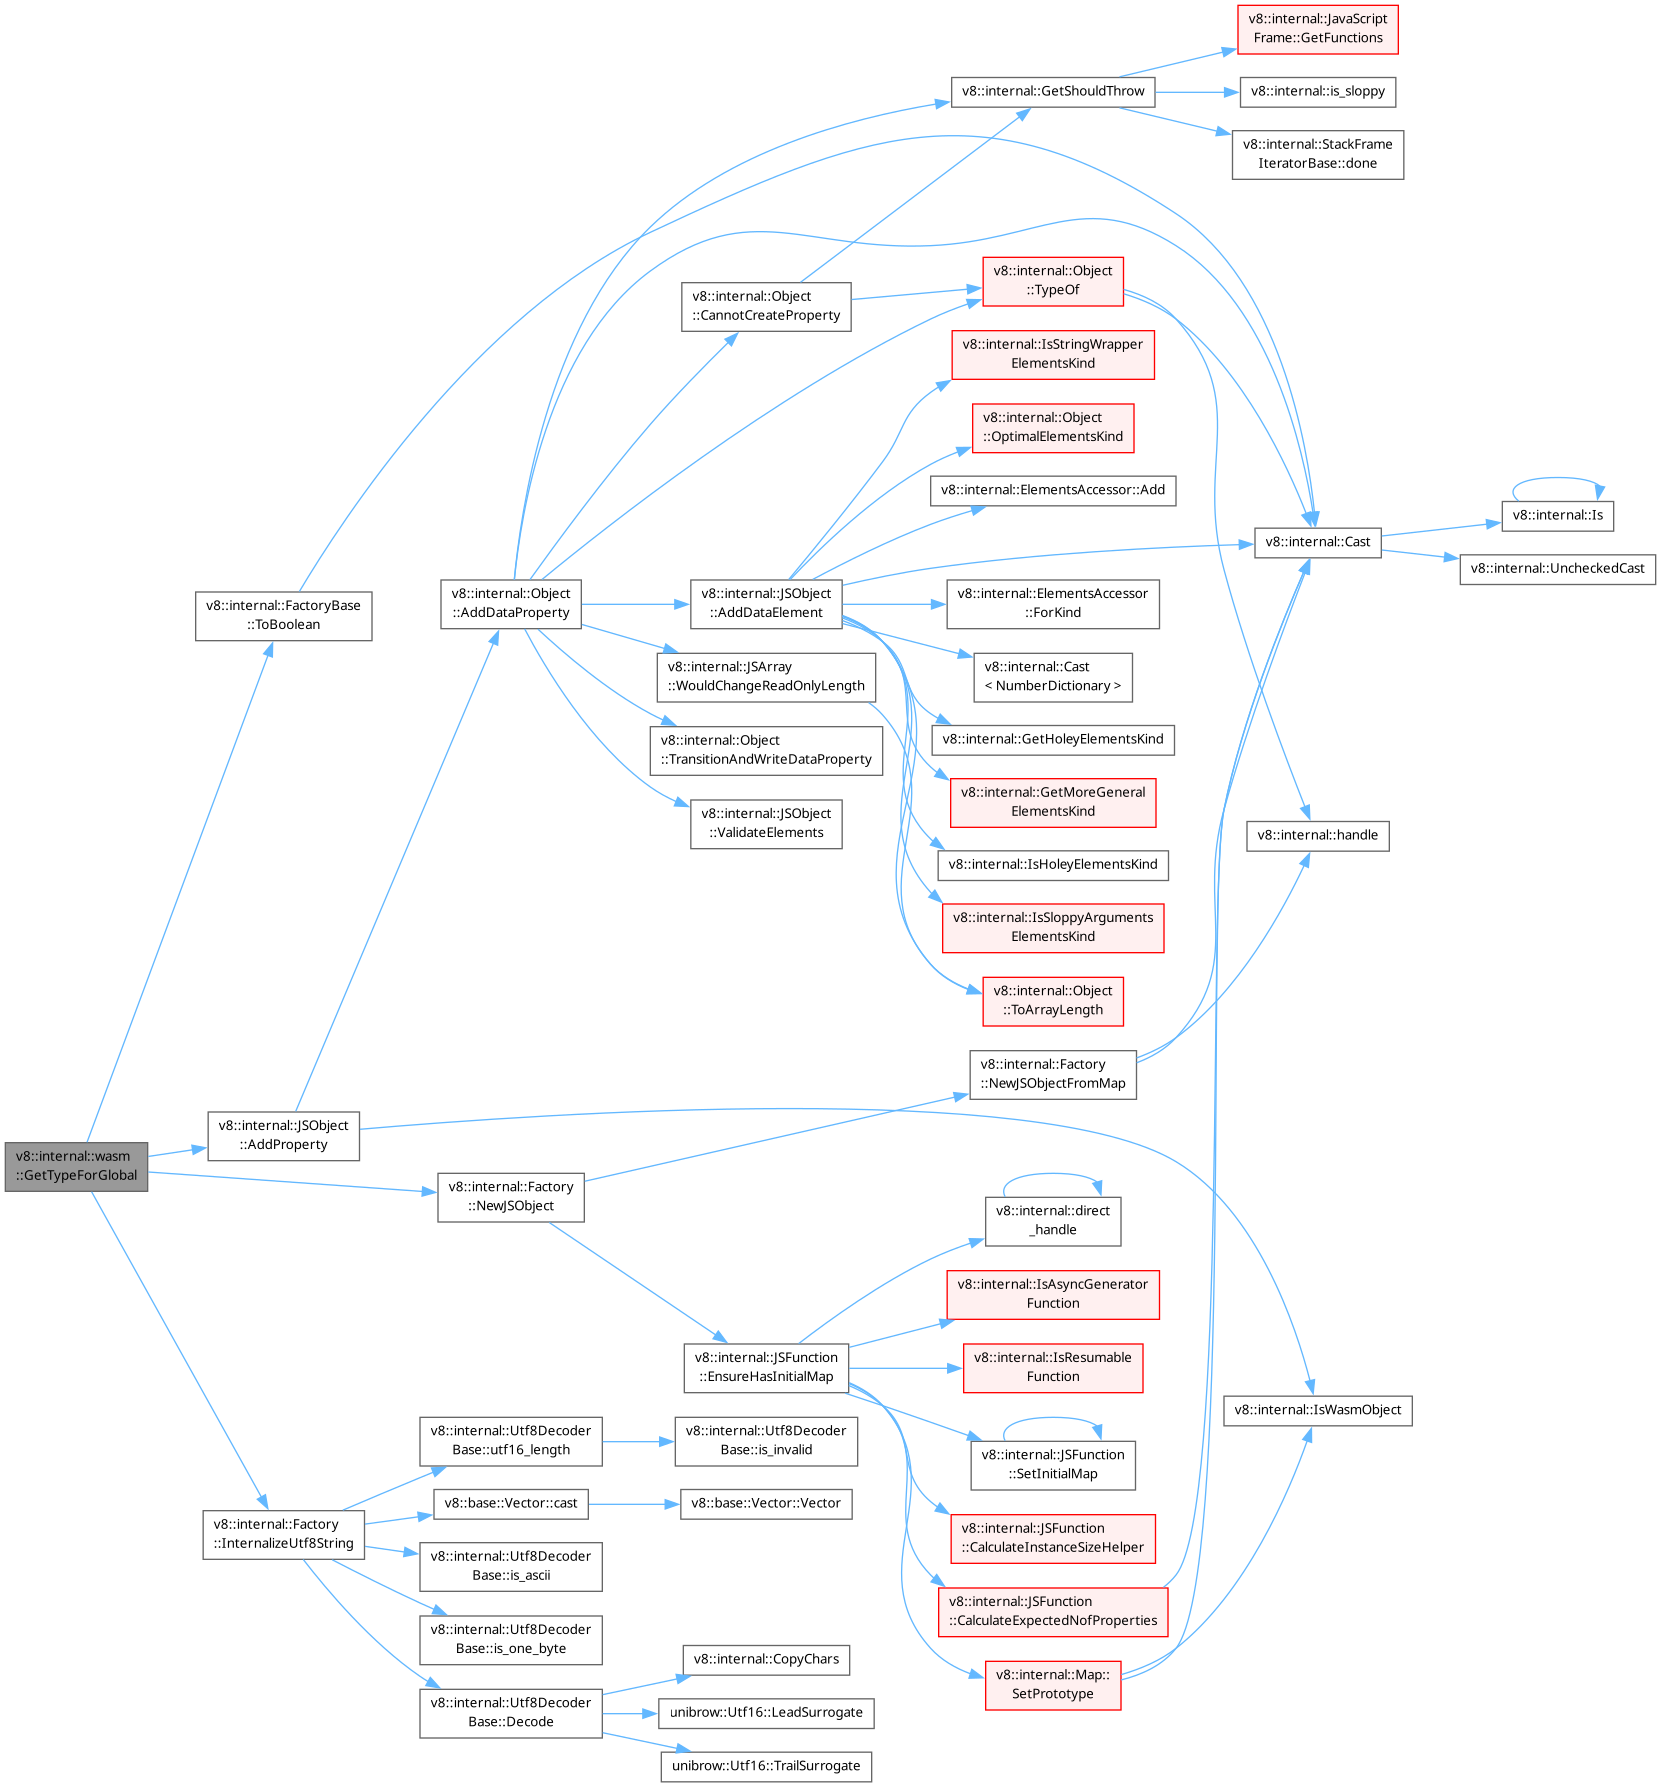 v8::internal::JavaScript
Frame::GetFunctions
v8::internal::GetShouldThrow
v8::internal::is_sloppy
v8::internal::StackFrame
IteratorBase::done
v8::internal::Object
::TypeOf
v8::internal::Object
::CannotCreateProperty
v8::internal::IsStringWrapper
ElementsKind
v8::internal::Object
::OptimalElementsKind
v8::internal::ElementsAccessor::Add
v8::internal::Is
v8::internal::Cast
v8::internal::UncheckedCast
v8::internal::FactoryBase
::ToBoolean
v8::internal::Object
::AddDataProperty
v8::internal::JSObject
::AddDataElement
v8::internal::ElementsAccessor
::ForKind
v8::internal::JSArray
::WouldChangeReadOnlyLength
v8::internal::Cast
< NumberDictionary >
v8::internal::Object
::TransitionAndWriteDataProperty
v8::internal::GetHoleyElementsKind
v8::internal::GetMoreGeneral
ElementsKind
v8::internal::JSObject
::ValidateElements
v8::internal::handle
v8::internal::IsHoleyElementsKind
v8::internal::IsSloppyArguments
ElementsKind
v8::internal::Object
::ToArrayLength
v8::internal::Factory
::NewJSObjectFromMap
v8::internal::JSObject
::AddProperty
v8::internal::wasm
::GetTypeForGlobal
v8::internal::Factory
::NewJSObject
v8::internal::direct
_handle
v8::internal::IsAsyncGenerator
Function
v8::internal::JSFunction
::EnsureHasInitialMap
v8::internal::IsResumable
Function
v8::internal::IsWasmObject
v8::internal::Utf8Decoder
Base::utf16_length
v8::internal::Utf8Decoder
Base::is_invalid
v8::internal::JSFunction
::SetInitialMap
v8::base::Vector::cast
v8::base::Vector::Vector
v8::internal::Factory
::InternalizeUtf8String
v8::internal::JSFunction
::CalculateInstanceSizeHelper
v8::internal::Utf8Decoder
Base::is_ascii
v8::internal::JSFunction
::CalculateExpectedNofProperties
v8::internal::Utf8Decoder
Base::is_one_byte
v8::internal::CopyChars
v8::internal::Map::
SetPrototype
v8::internal::Utf8Decoder
Base::Decode
unibrow::Utf16::LeadSurrogate
unibrow::Utf16::TrailSurrogate